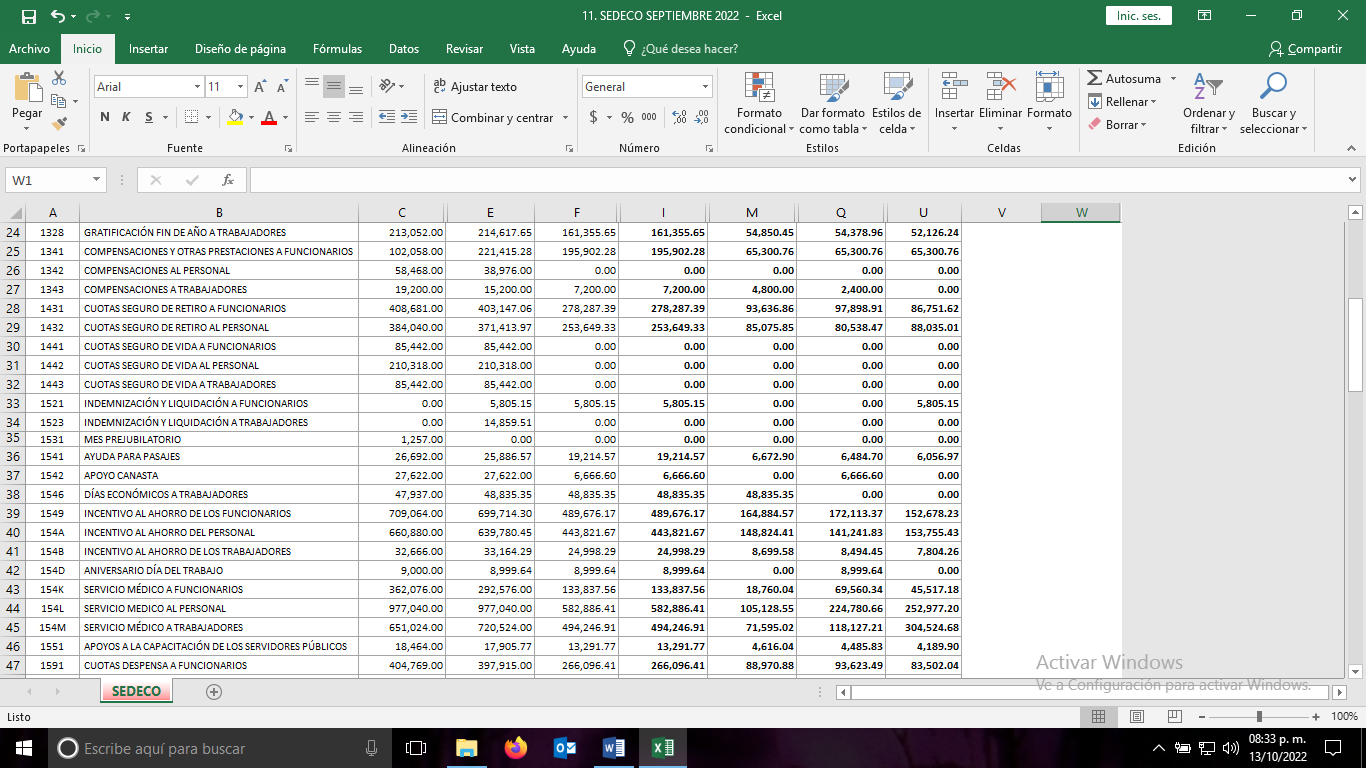 11. SEDECO SEPTIEMBRE 2022 - Excel Inic. ses.
Archivo Inicio Insertar Diseño de página Fórmulas Datos Revisar Vista Ayuda ¿Qué desea hacer? Compartir
Pegar
Arial 11
N K S
A
ab Ajustar texto
Combinar y centrar
General
$ % 000
Formato condicional
Dar formato como tabla
Estilos de celda
Insertar Eliminar Formato
Autosuma
Rellenar
Borrar
Ordenar y filtrar
Buscar y seleccionar
Portapapeles Fuente Alineación Número Estilos Celdas Edición
W1 fx
A B C E F I M Q U V W
24 1328 GRATIFICACIÓN FIN DE AÑO A TRABAJADORES 213,052.00 214,617.65 161,355.65 161,355.65 54,850.45 54,378.96 52,126.24
25 1341 COMPENSACIONES Y OTRAS PRESTACIONES A FUNCIONARIOS 102,058.00 221,415.28 195,902.28 195,902.28 65,300.76 65,300.76 65,300.76
26 1342 COMPENSACIONES AL PERSONAL 58,468.00 38,976.00 0.00 0.00 0.00 0.00 0.00
27 1343 COMPENSACIONES A TRABAJADORES 19,200.00 15,200.00 7,200.00 7,200.00 4,800.00 2,400.00 0.00
28 1431 CUOTAS SEGURO DE RETIRO A FUNCIONARIOS 408,681.00 403,147.06 278,287.39 278,287.39 93,636.86 97,898.91 86,751.62
29 1432 CUOTAS SEGURO DE RETIRO AL PERSONAL 384,040.00 371,413.97 253,649.33 253,649.33 85,075.85 80,538.47 88,035.01
30 1441 CUOTAS SEGURO DE VIDA A FUNCIONARIOS 85,442.00 85,442.00 0.00 0.00 0.00 0.00 0.00
31 1442 CUOTAS SEGURO DE VIDA AL PERSONAL 210,318.00 210,318.00 0.00 0.00 0.00 0.00 0.00
32 1443 CUOTAS SEGURO DE VIDA A TRABAJADORES 85,442.00 85,442.00 0.00 0.00 0.00 0.00 0.00
33 1521 INDEMNIZACIÓN Y LIQUIDACIÓN A FUNCIONARIOS 0.00 5,805.15 5,805.15 5,805.15 0.00 0.00 5,805.15
34 1523 INDEMNIZACIÓN Y LIQUIDACIÓN A TRABAJADORES 0.00 14,859.51 0.00 0.00 0.00 0.00 0.00
35 1531 MES PREJUBILATORIO 1,257.00 0.00 0.00 0.00 0.00 0.00 0.00
36 1541 AYUDA PARA PASAJES 26,692.00 25,886.57 19,214.57 19,214.57 6,672.90 6,484.70 6,056.97
37 1542 APOYO CANASTA 27,622.00 27,622.00 6,666.60 6,666.60 0.00 6,666.60 0.00
38 1546 DÍAS ECONÓMICOS A TRABAJADORES 47,937.00 48,835.35 48,835.35 48,835.35 48,835.35 0.00 0.00
39 1549 INCENTIVO AL AHORRO DE LOS FUNCIONARIOS 709,064.00 699,714.30 489,676.17 489,676.17 164,884.57 172,113.37 152,678.23
40 154A INCENTIVO AL AHORRO DEL PERSONAL 660,880.00 639,780.45 443,821.67 443,821.67 148,824.41 141,241.83 153,755.43
41 154B INCENTIVO AL AHORRO DE LOS TRABAJADORES 32,666.00 33,164.29 24,998.29 24,998.29 8,699.58 8,494.45 7,804.26
42 154D ANIVERSARIO DÍA DEL TRABAJO 9,000.00 8,999.64 8,999.64 8,999.64 0.00 8,999.64 0.00
43 154K SERVICIO MÉDICO A FUNCIONARIOS 362,076.00 292,576.00 133,837.56 133,837.56 18,760.04 69,560.34 45,517.18
44 154L SERVICIO MEDICO AL PERSONAL 977,040.00 977,040.00 582,886.41 582,886.41 105,128.55 224,780.66 252,977.20
45 154M SERVICIO MÉDICO A TRABAJADORES 651,024.00 720,524.00 494,246.91 494,246.91 71,595.02 118,127.21 304,524.68
46 1551 APOYOS A LA CAPACITACIÓN DE LOS SERVIDORES PÚBLICOS 18,464.00 17,905.77 13,291.77 13,291.77 4,616.04 4,485.83 4,189.90
47 1591 CUOTAS DESPENSA A FUNCIONARIOS 404,769.00 397,915.00 266,096.41 266,096.41 88,970.88 93,623.49 83,502.04
Activar Windows
Ve a Configuración para activar Windows.
SEDECO
Listo 100%
Escribe aquí para buscar
08:33 p. m.
13/10/2022